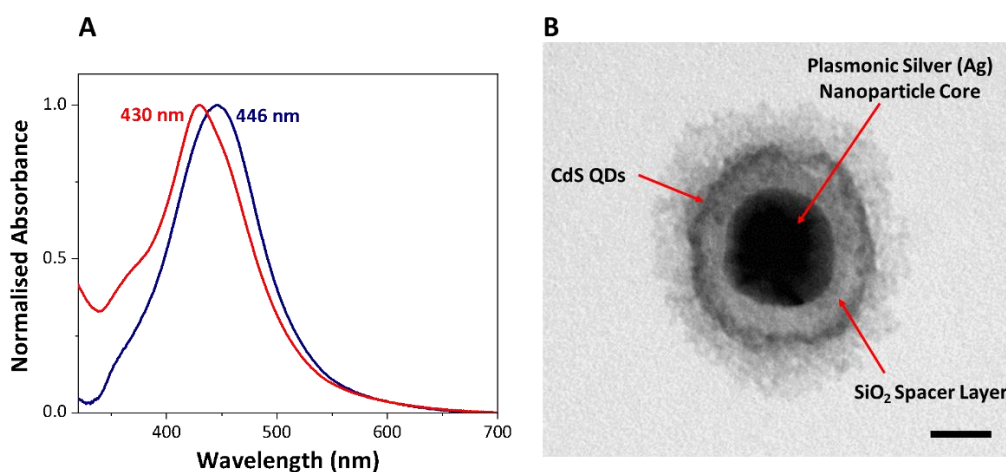 A
1.0
430 nm
446 nm
0.5
0.0
400
500
600
700
Normalised Absorbance
Wavelength (nm)
B
Plasmonic Silver (Ag)
Nanoparticle Core
CdS QDs
SiO₂ Spacer Layer